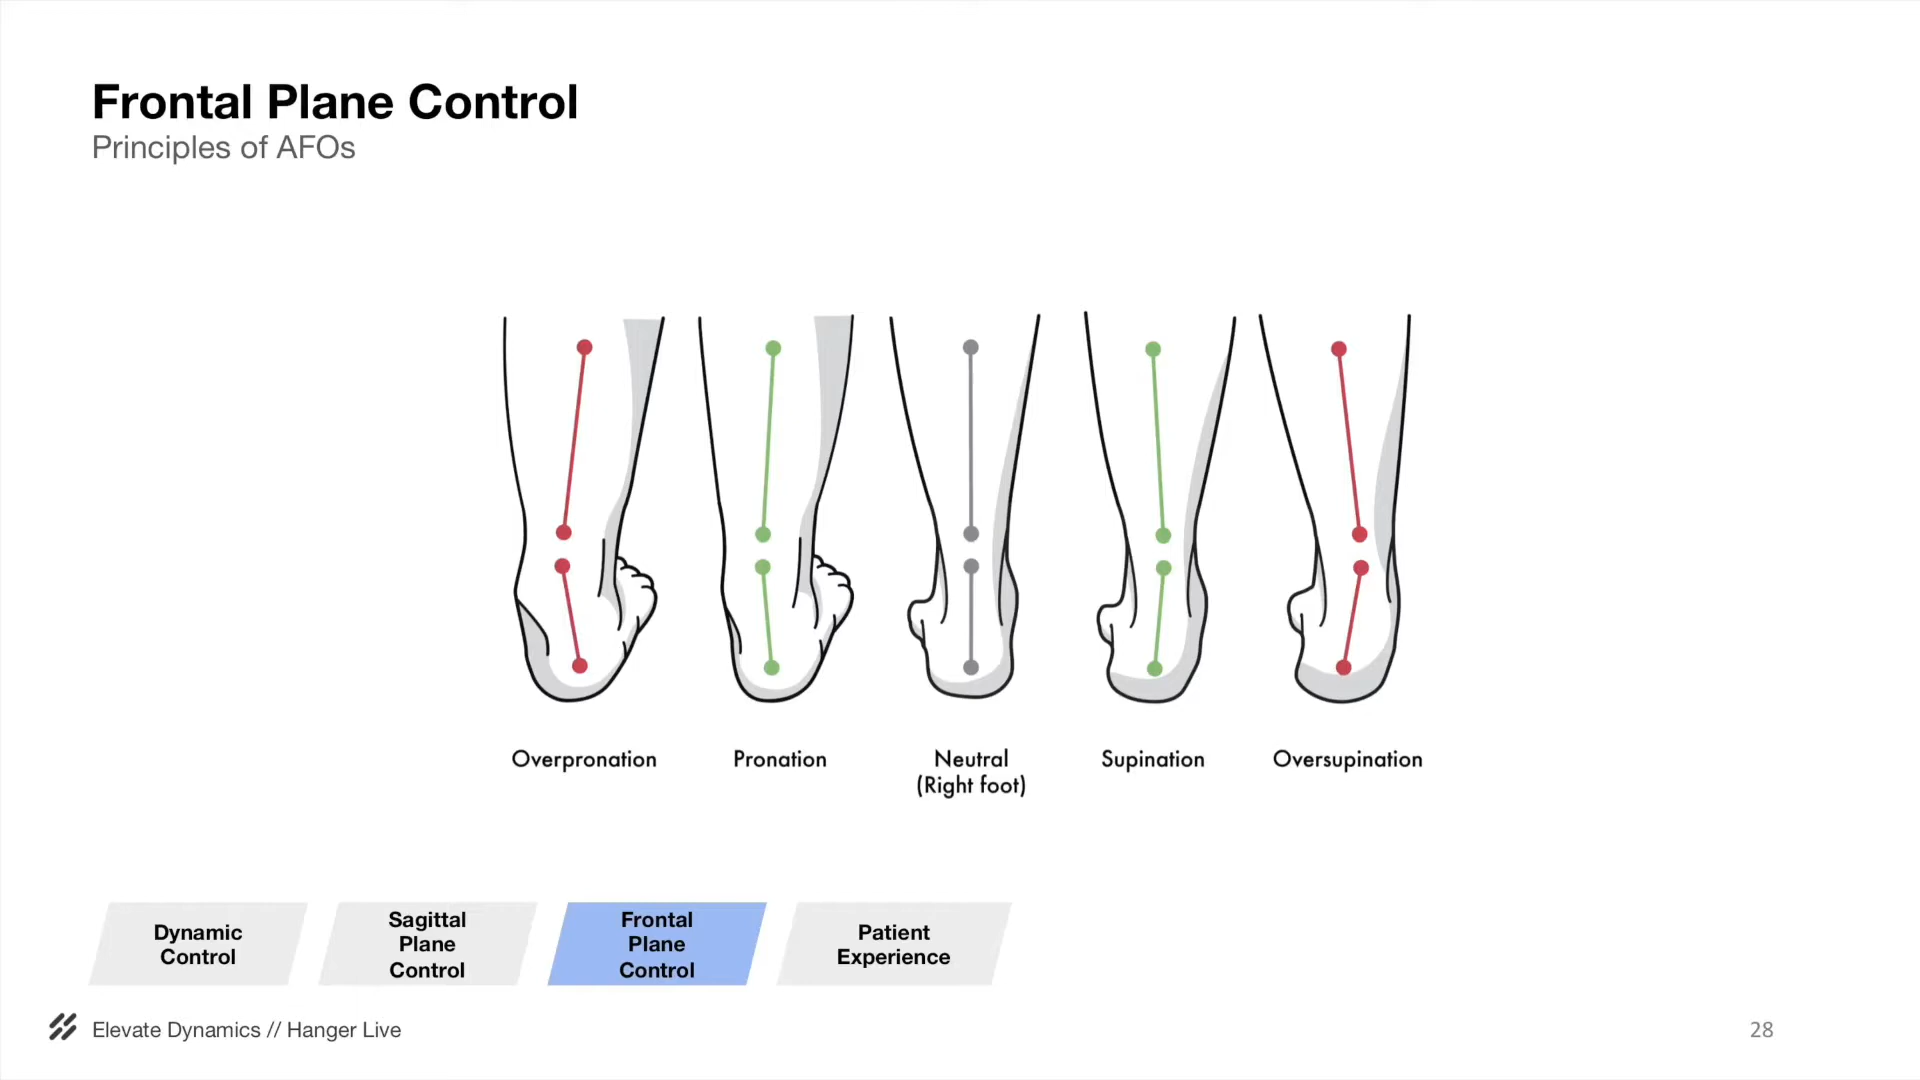 Frontal Plane Control
Principles of AFOs
Overpronation
Pronation
Neutral
(Right foot)
Supination
Oversupination
Dynamic
Control
Sagittal
Plane
Control
Frontal
Plane
Control
Patient
Experience
Elevate Dynamics // Hanger Live
28